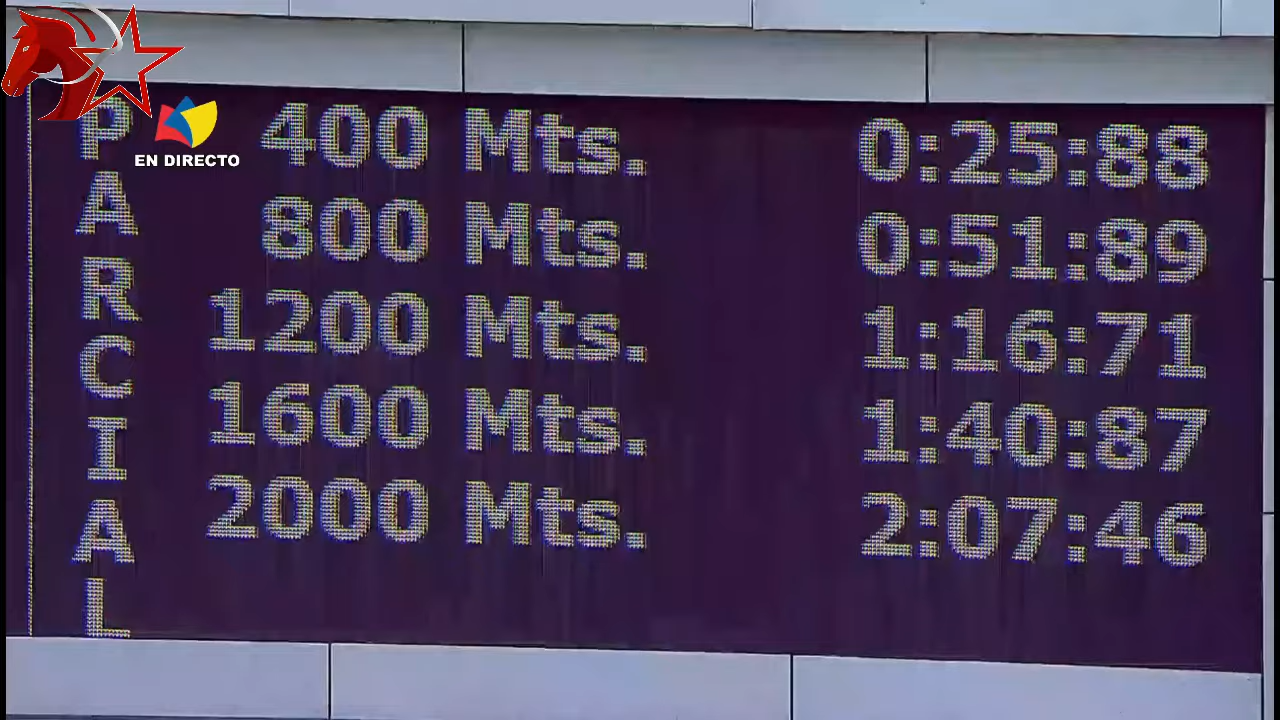 PARCIAL
EN DIRECTO
400 Mts. 0:25:88
800 Mts. 0:51:89
1200 Mts. 1:16:71
1600 Mts. 1:40:87
2000 Mts. 2:07:46